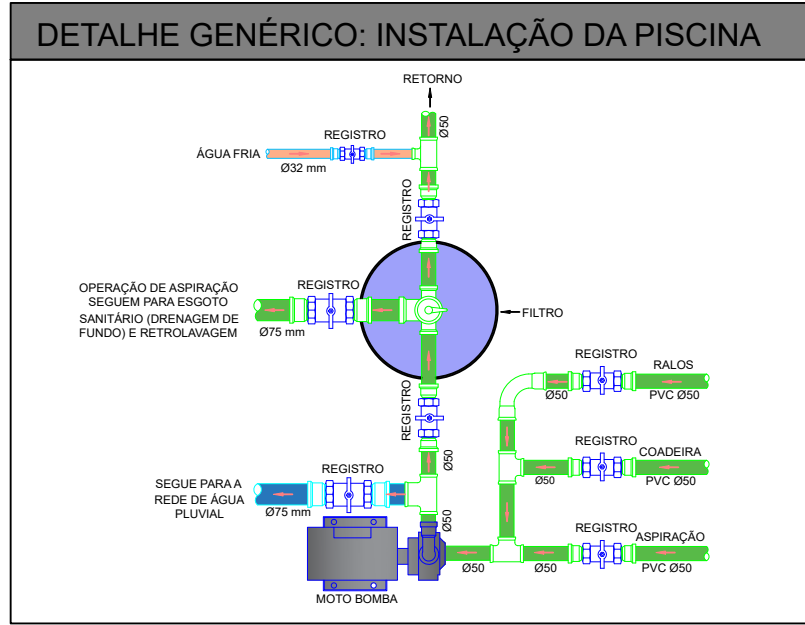 DETALHE GENÉRICO: INSTALAÇÃO DA PISCINA
RETORNO
Ø50
REGISTRO
ÁGUA FRIA
Ø32 mm
REGISTRO
OPERAÇÃO DE ASPIRAÇÃO
SEGUEM PARA ESGOTO
SANITÁRIO (DRENAGEM DE
FUNDO) E RETROLAVAGEM
Ø75 mm
REGISTRO
FILTRO
REGISTRO
REGISTRO
RALOS
Ø50
PVC Ø50
REGISTRO
COADEIRA
Ø50
PVC Ø50
Ø50
SEGUE PARA A
REDE DE ÁGUA
PLUVIAL
Ø75 mm
REGISTRO
Ø50
REGISTRO
ASPIRAÇÃO
Ø50
Ø50
PVC Ø50
MOTO BOMBA